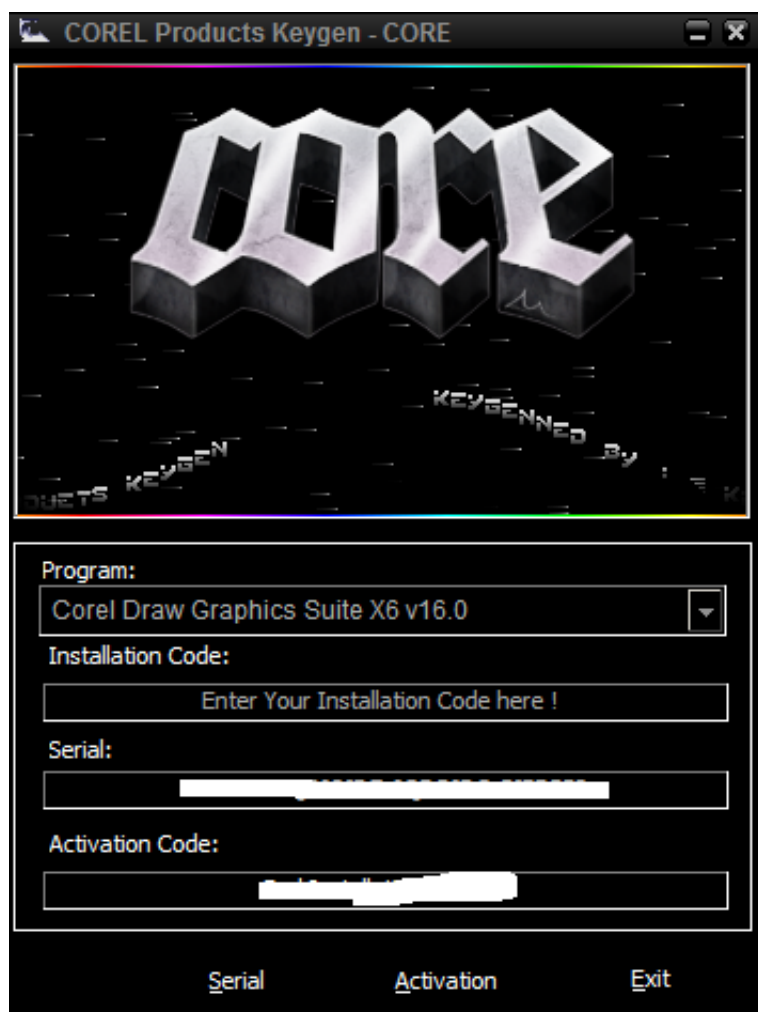 COREL Products Keygen - CORE
core
DUCTS KEYGEN KEYGENNED BY : K
Program:
Corel Draw Graphics Suite X6 v16.0
Installation Code:
Enter Your Installation Code here !
Serial:
Activation Code:
Serial Activation Exit